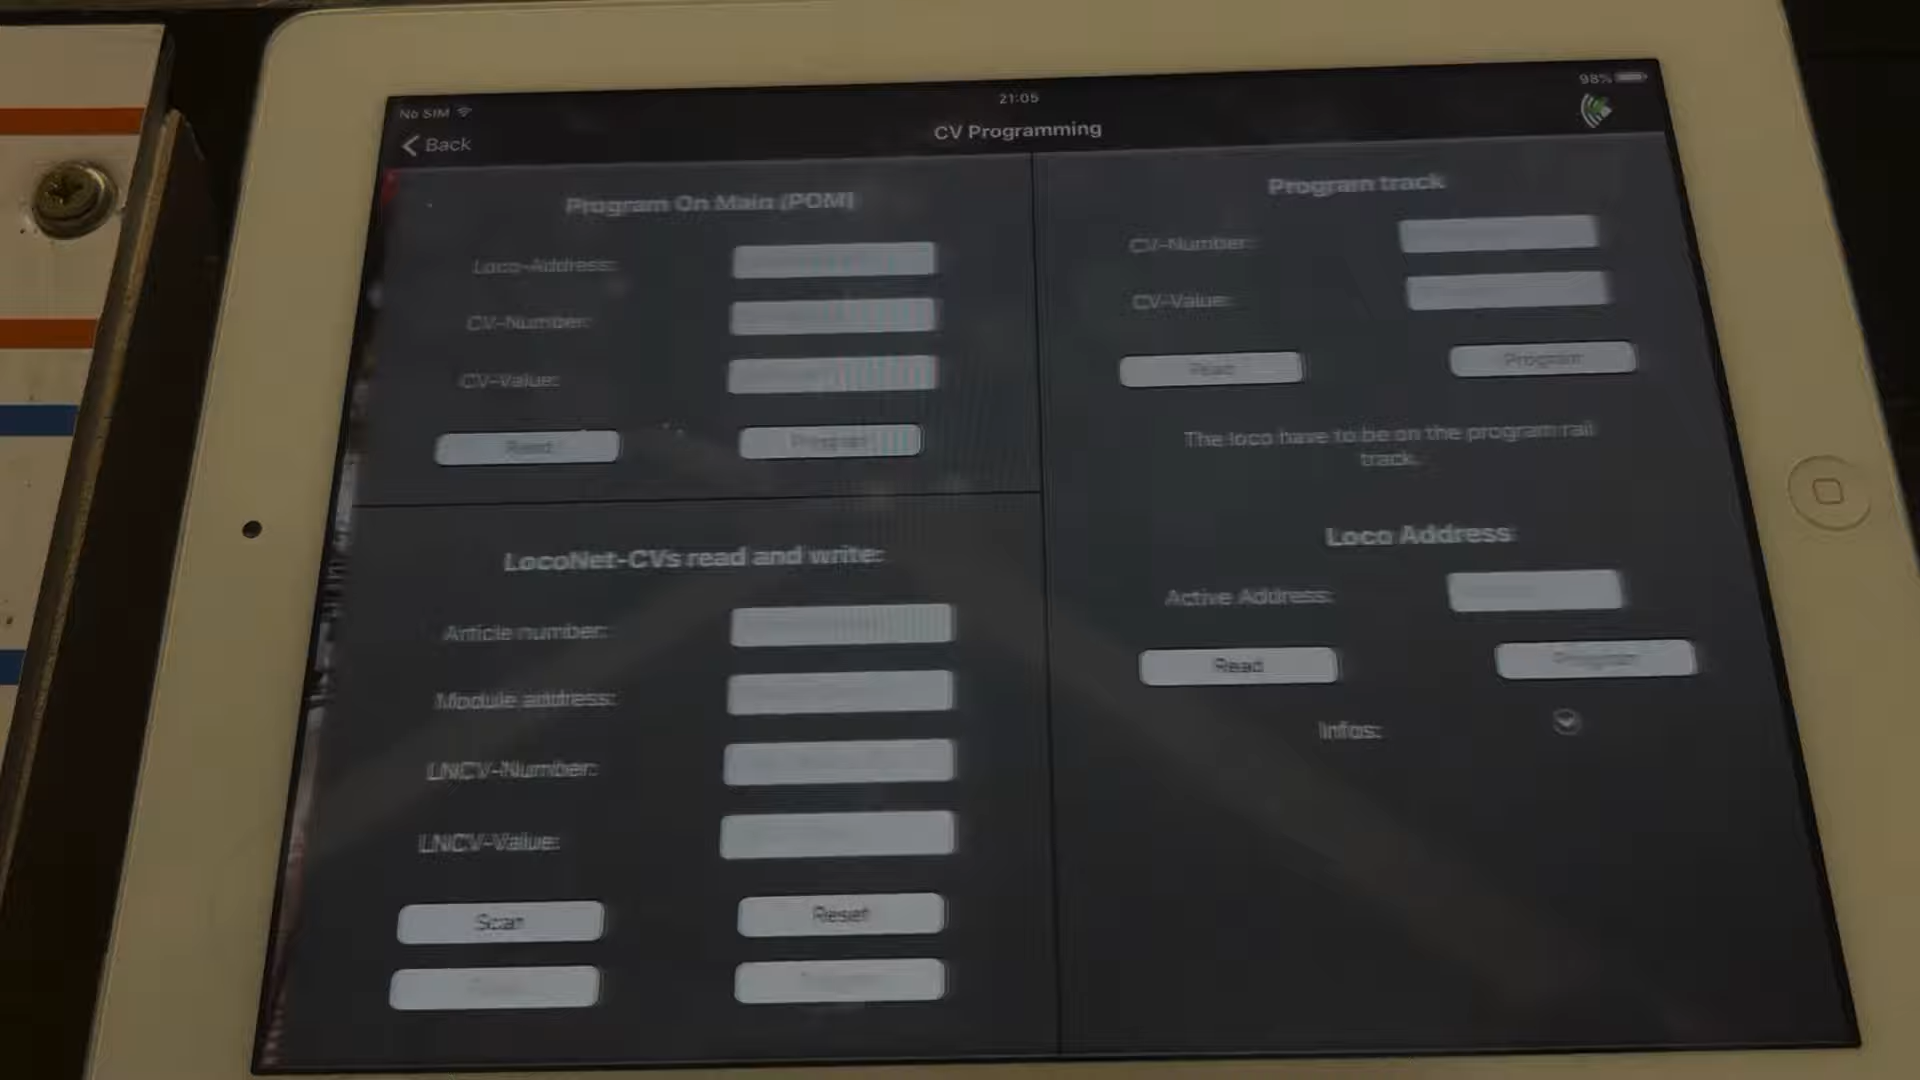 No SIM
21:05
98%
Back
CV Programming
Program On Main (POM)
Loco-Address:
CV-Number:
CV-Value:
Read
Program
LocoNet-CVs read and write:
Article number:
Module address:
LNCV-Number:
LNCV-Value:
Scan
Reset
Program track
CV-Number:
CV-Value:
Read
Program
The loco have to be on the program rail
track.
Loco Address
Active Address:
Read
Program
Infos: